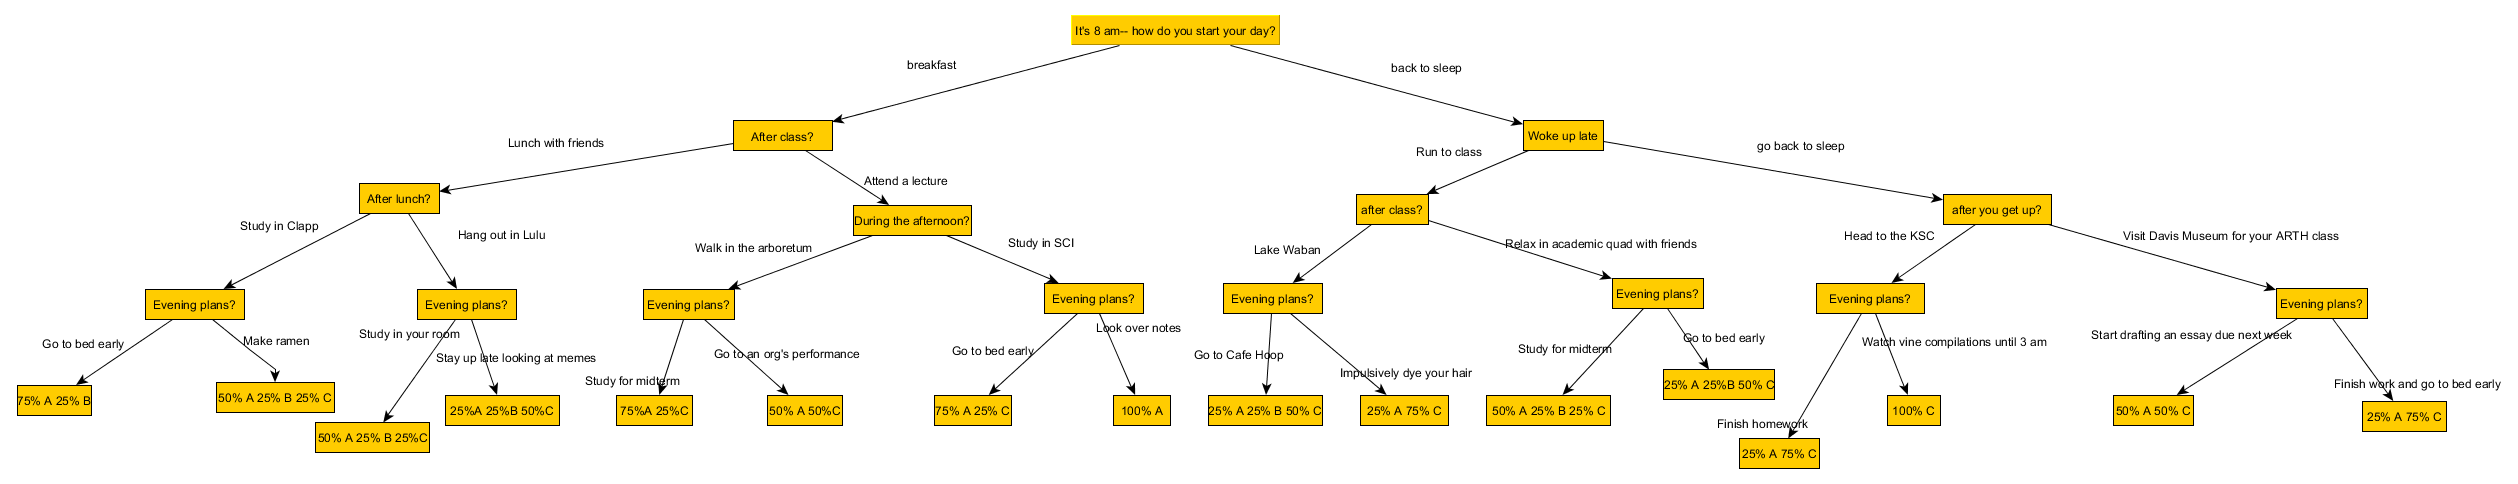 It's 8 am-- how do you start your day?
breakfast
back to sleep
After class?
Woke up late
Lunch with friends
Attend a lecture
Run to class
go back to sleep
After lunch?
During the afternoon?
after class?
after you get up?
Study in Clapp
Hang out in Lulu
Walk in the arboretum
Study in SCI
Lake Waban
Relax in academic quad with friends
Head to the KSC
Visit Davis Museum for your ARTH class
Evening plans?
Evening plans?
Evening plans?
Evening plans?
Evening plans?
Evening plans?
Evening plans?
Evening plans?
Go to bed early
Make ramen
Study in your room
Stay up late looking at memes
Study for midterm
Go to an org's performance
Go to bed early
Look over notes
Go to Cafe Hoop
Impulsively dye your hair
Study for midterm
Go to bed early
Finish homework
Watch vine compilations until 3 am
Start drafting an essay due next week
Finish work and go to bed early
75% A 25% B
50% A 25% B 25% C
50% A 25% B 25%C
25%A 25%B 50%C
75%A 25%C
50% A 50%C
75% A 25% C
100% A
25% A 25% B 50% C
25% A 75% C
50% A 25% B 25% C
25% A 25%B 50% C
25% A 75% C
100% C
50% A 50% C
25% A 75% C